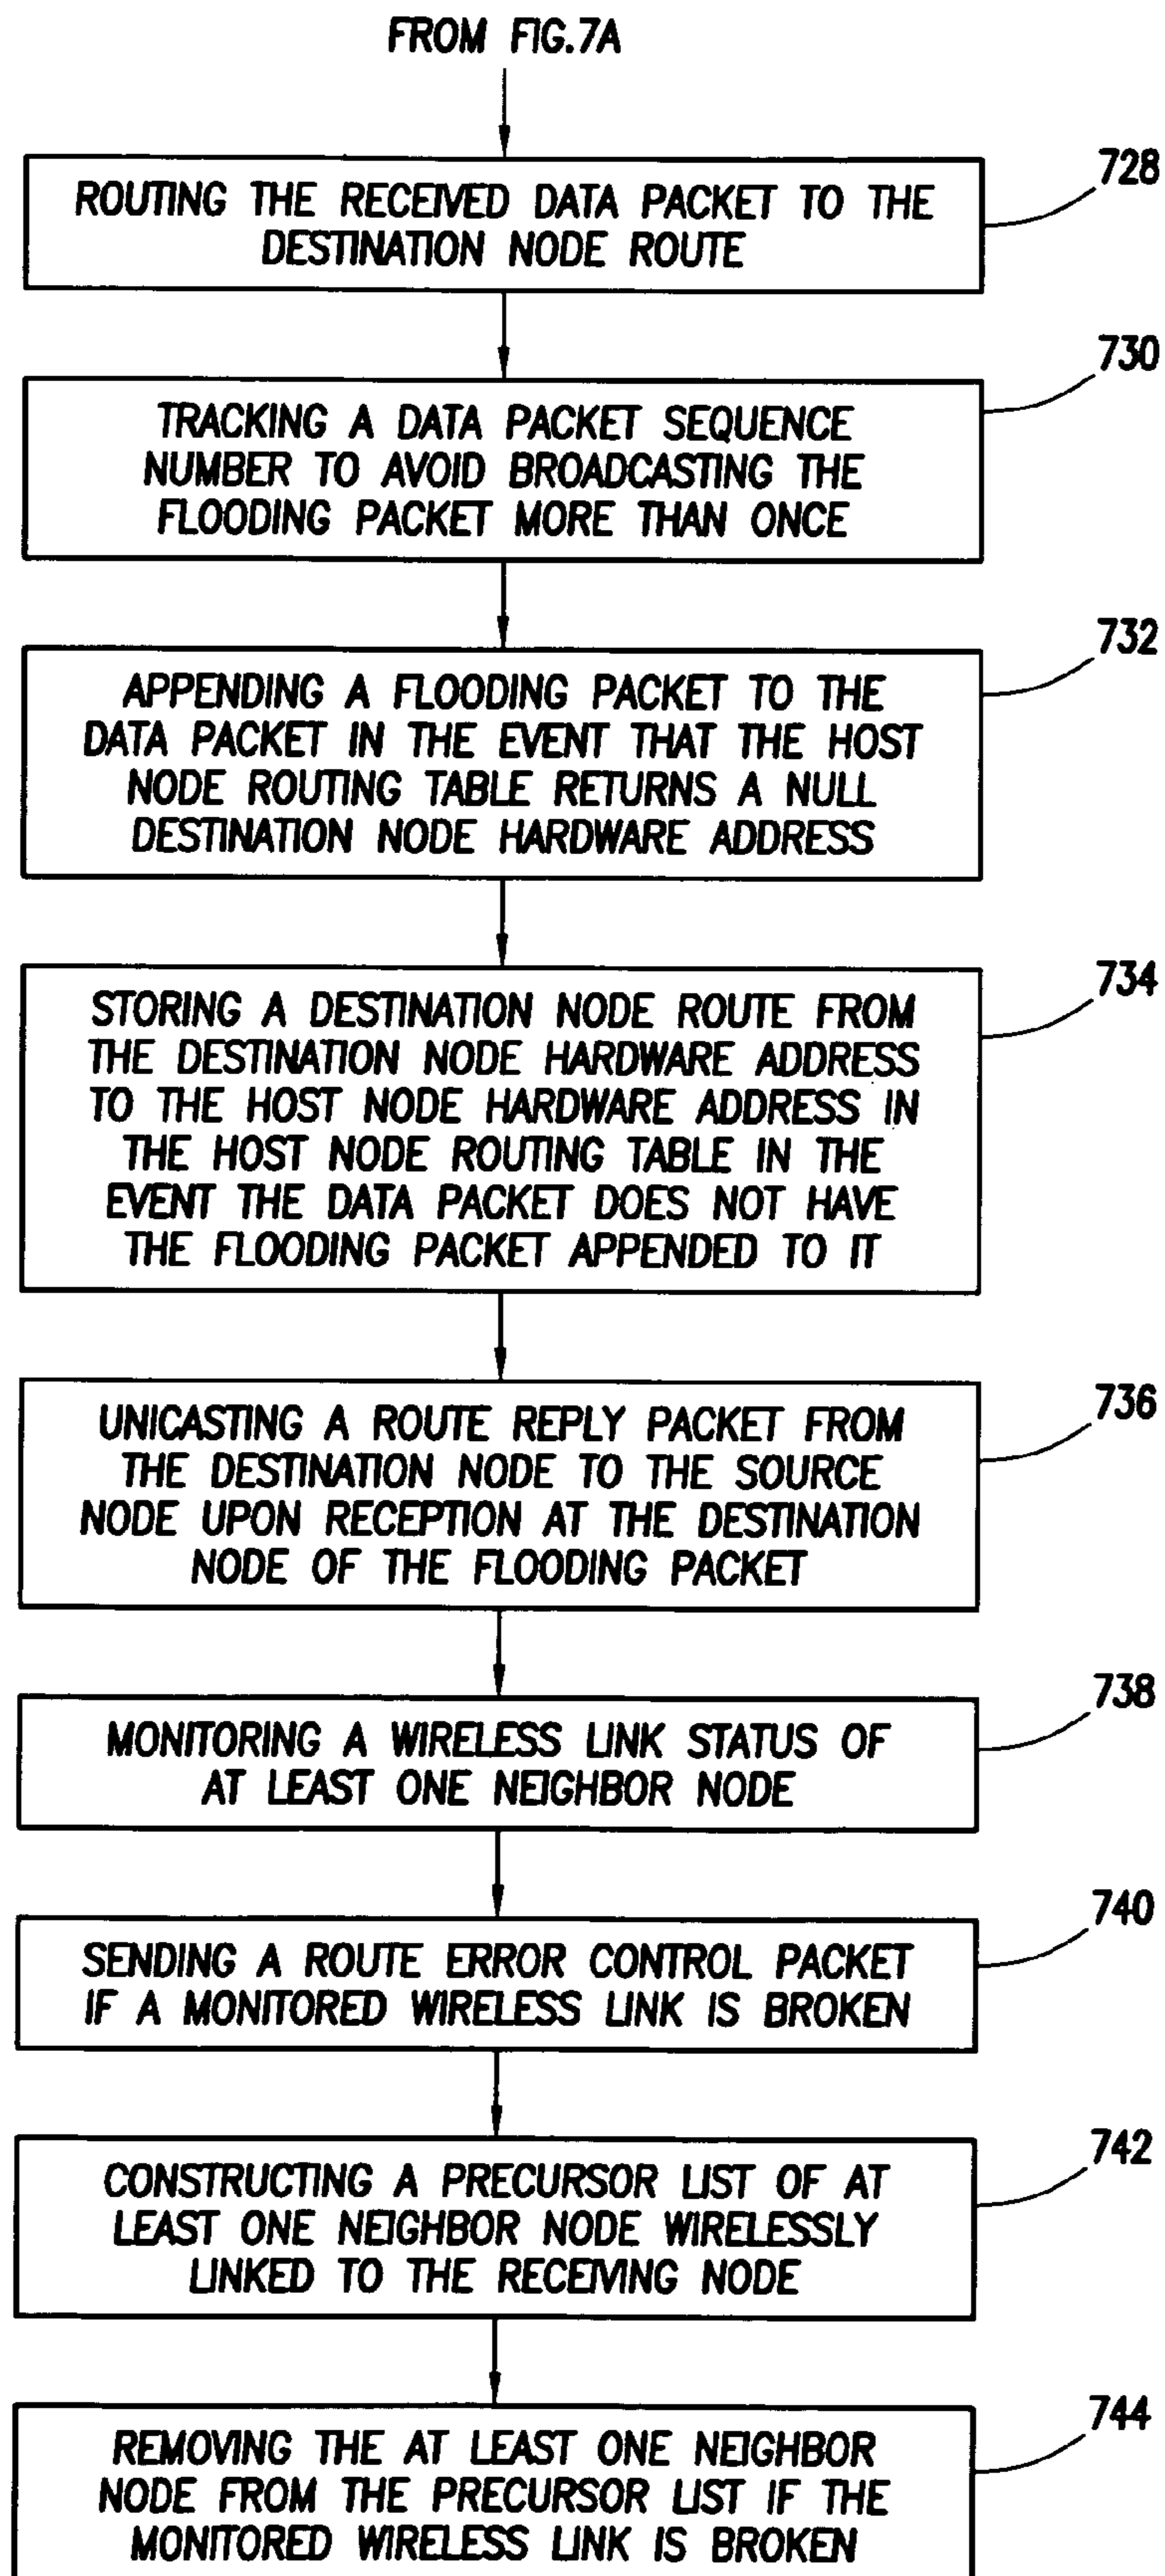 FROM FIG.7A
ROUTING THE RECEIVED DATA PACKET TO THE
DESTINATION NODE ROUTE
728
TRACKING A DATA PACKET SEQUENCE
NUMBER TO AVOID BROADCASTING THE
FLOODING PACKET MORE THAN ONCE
730
APPENDING A FLOODING PACKET TO THE
DATA PACKET IN THE EVENT THAT THE HOST
NODE ROUTING TABLE RETURNS A NULL
DESTINATION NODE HARDWARE ADDRESS
732
STORING A DESTINATION NODE ROUTE FROM
THE DESTINATION NODE HARDWARE ADDRESS
TO THE HOST NODE HARDWARE ADDRESS IN
THE HOST NODE ROUTING TABLE IN THE
EVENT THE DATA PACKET DOES NOT HAVE
THE FLOODING PACKET APPENDED TO IT
734
UNICASTING A ROUTE REPLY PACKET FROM
THE DESTINATION NODE TO THE SOURCE
NODE UPON RECEPTION AT THE DESTINATION
NODE OF THE FLOODING PACKET
736
MONITORING A WIRELESS LINK STATUS OF
AT LEAST ONE NEIGHBOR NODE
738
SENDING A ROUTE ERROR CONTROL PACKET
IF A MONITORED WIRELESS LINK IS BROKEN
740
CONSTRUCTING A PRECURSOR LIST OF AT
LEAST ONE NEIGHBOR NODE WIRELESSLY
LINKED TO THE RECEIVING NODE
742
REMOVING THE AT LEAST ONE NEIGHBOR
NODE FROM THE PRECURSOR LIST IF THE
MONITORED WIRELESS LINK IS BROKEN
744